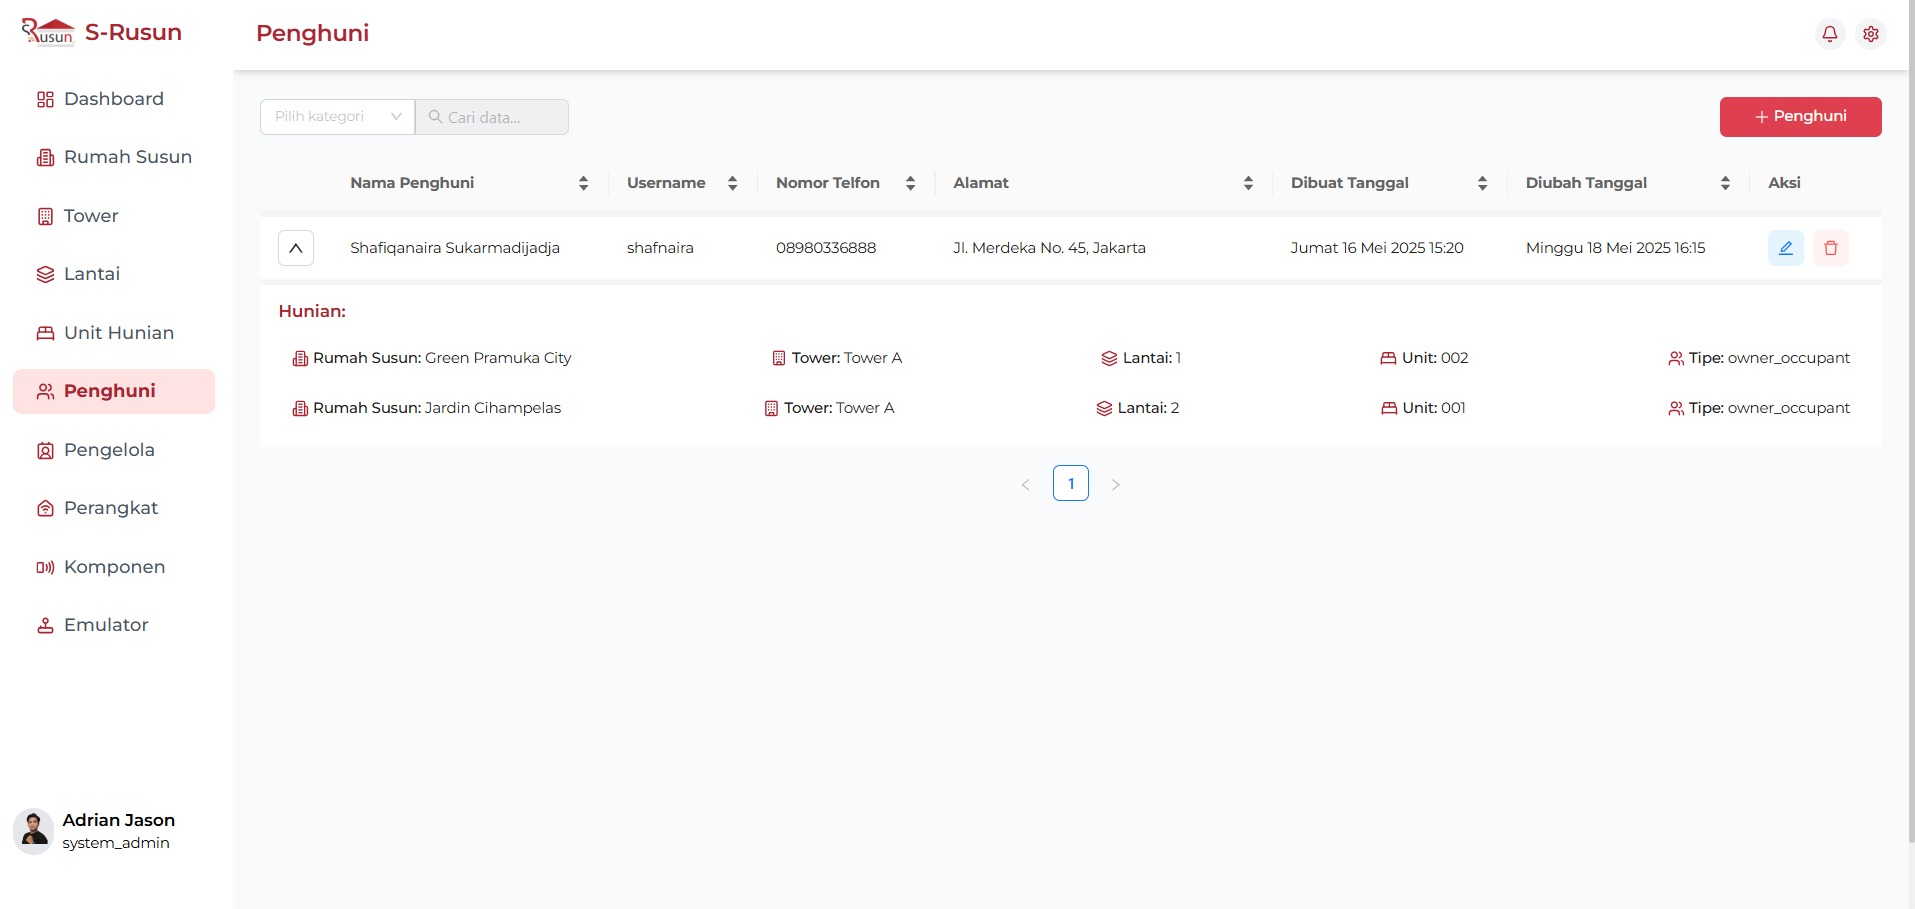 Rusun S-Rusun
Penghuni
Dashboard
Rumah Susun
Tower
Lantai
Unit Hunian
Penghuni
Pengelola
Perangkat
Komponen
Emulator
Adrian Jason
system_admin
Pilih kategori Cari data...
+ Penghuni
Nama Penghuni Username Nomor Telfon Alamat Dibuat Tanggal Diubah Tanggal Aksi
Shafiqanaira Sukarmadijadja shafnaira 08980336888 Jl. Merdeka No. 45, Jakarta Jumat 16 Mei 2025 15:20 Minggu 18 Mei 2025 16:15
Hunian:
Rumah Susun: Green Pramuka City Tower: Tower A Lantai: 1 Unit: 002 Tipe: owner_occupant
Rumah Susun: Jardin Cihampelas Tower: Tower A Lantai: 2 Unit: 001 Tipe: owner_occupant
< 1 >